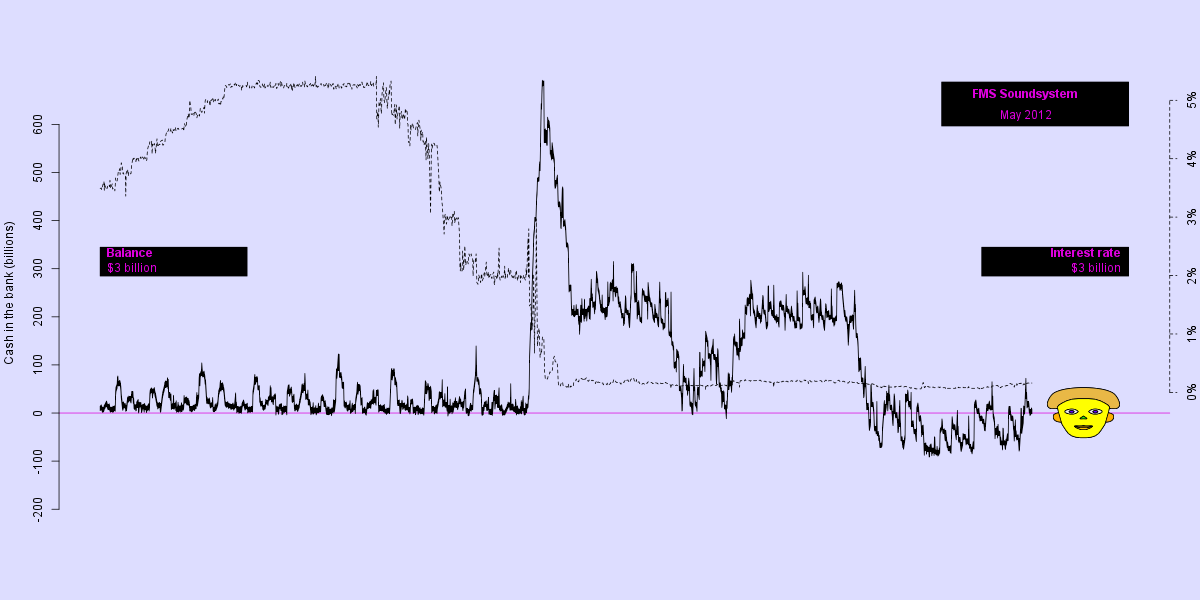 FMS Soundsystem
May 2012
Cash in the bank (billions)
600
500
400
300
200
100
0
-100
-200
Balance
$3 billion
Interest rate
$3 billion
5%
4%
3%
2%
1%
0%